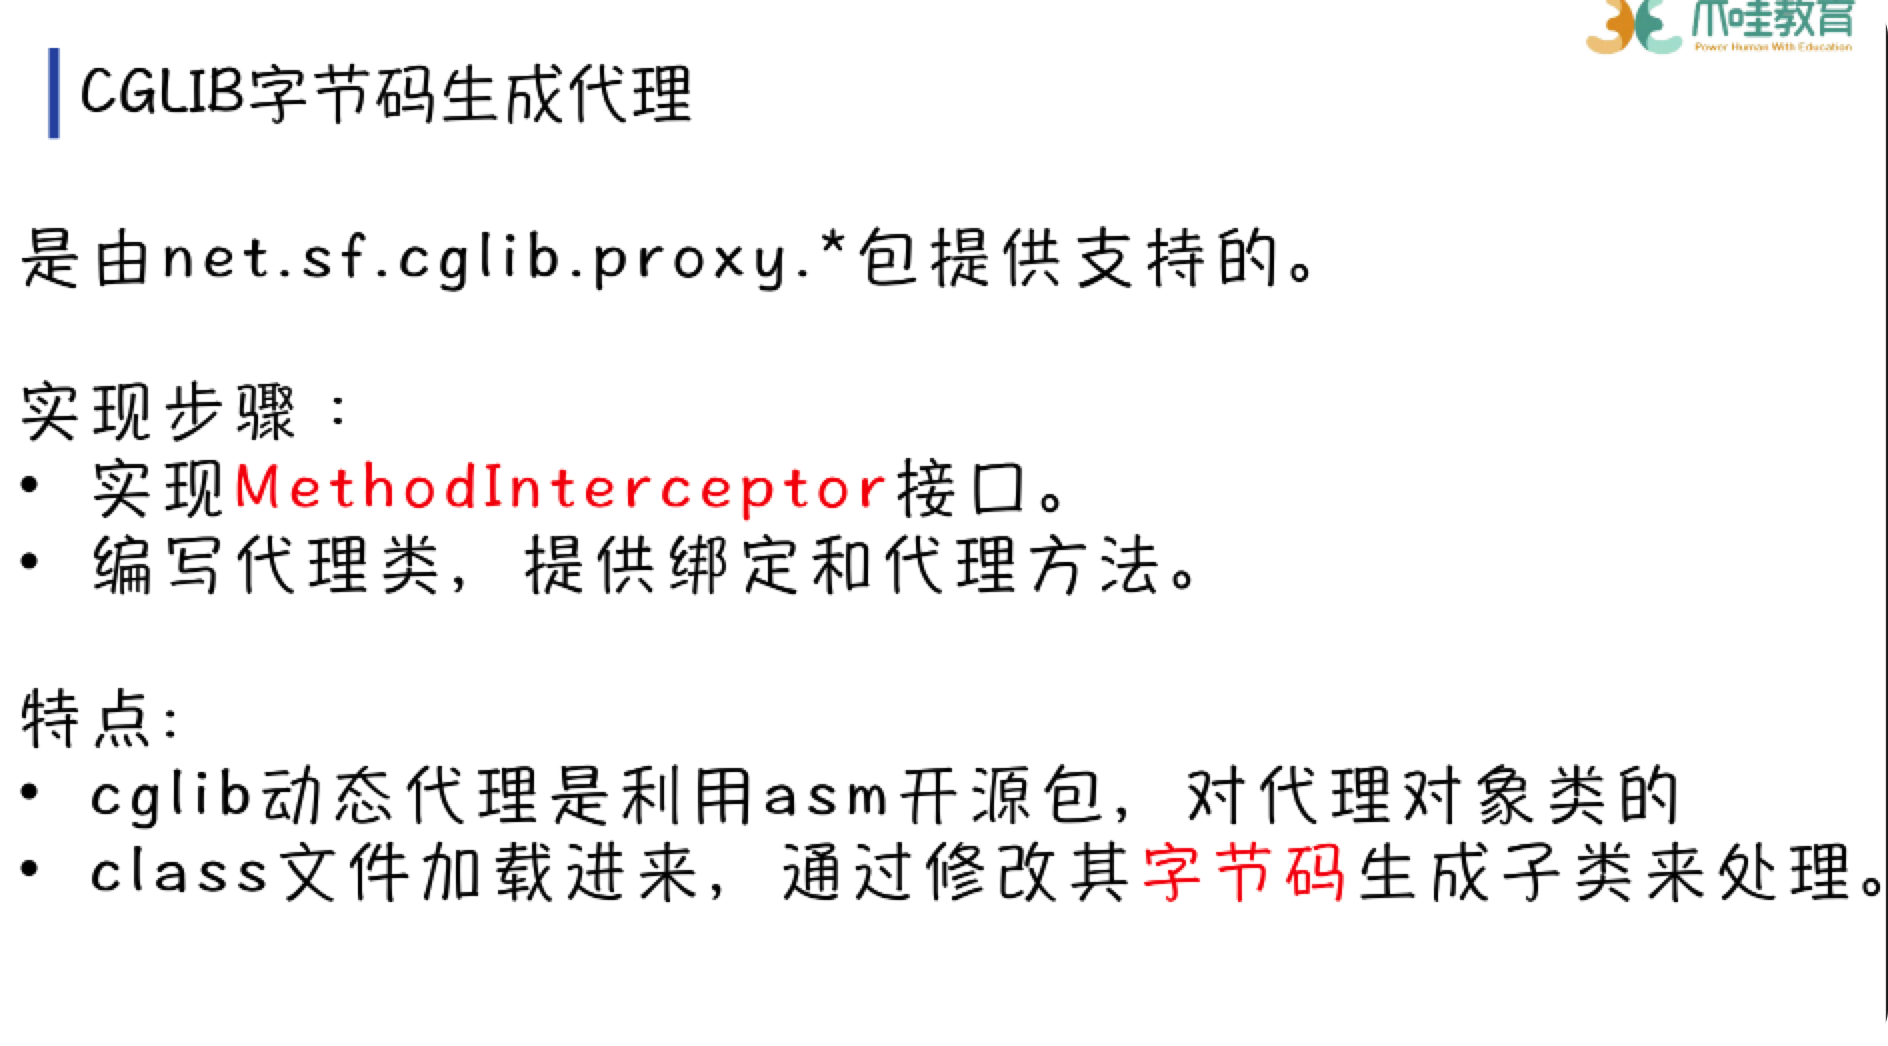 爪哇教育
Power Human With Education
CGLIB字节码生成代理
是由net.sf.cglib.proxy.*包提供支持的。
实现步骤：
• 实现MethodInterceptor接口。
• 编写代理类，提供绑定和代理方法。
特点:
• cglib动态代理是利用asm开源包，对代理对象类的
• class文件加载进来，通过修改其字节码生成子类来处理。